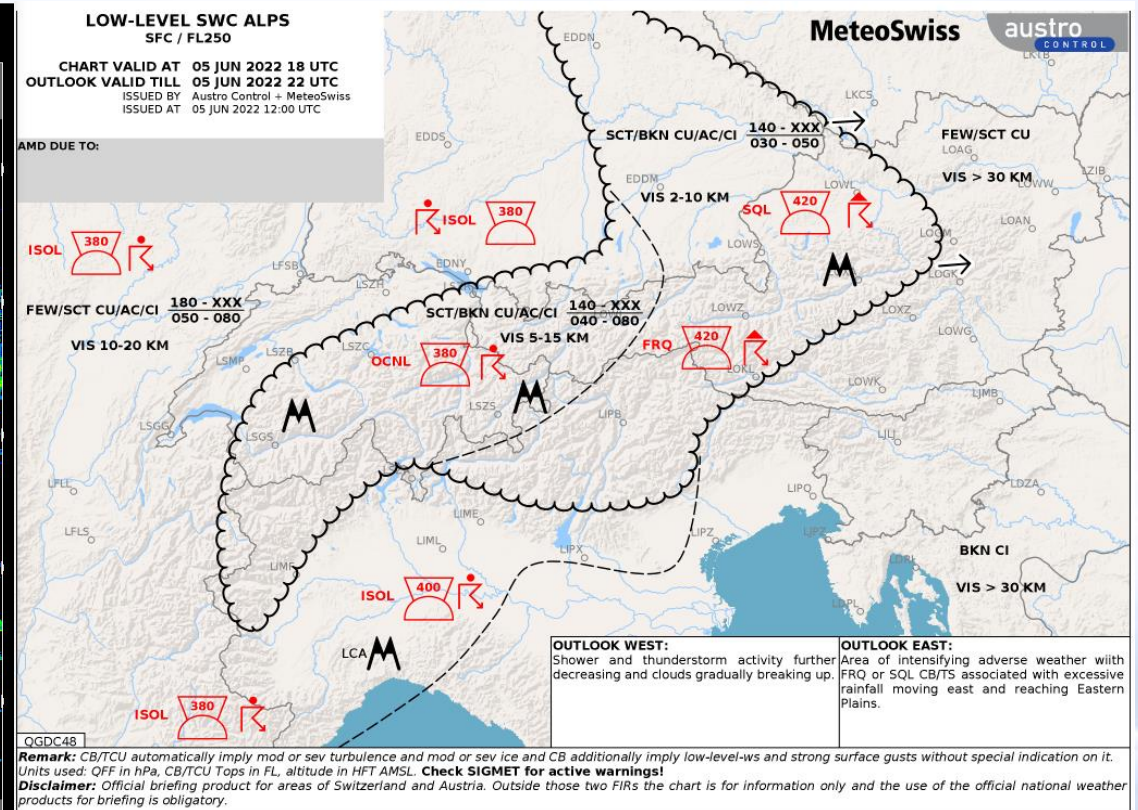 LOW-LEVEL SWC ALPS
SFC / FL250
CHART VALID AT 05 JUN 2022 18 UTC
OUTLOOK VALID TILL 05 JUN 2022 22 UTC
ISSUED BY Austro Control + MeteoSwiss
ISSUED AT 05 JUN 2022 12:00 UTC
AMD DUE TO:
MeteoSwiss
austro
CONTROL
EDDN
LKTB
LKCS
EDDS
SCT/BKN CU/AC/CI 140 - XXX
030 - 050
FEW/SCT CU
LOAG
VIS > 30 KM
LOWW
LZIB
EDDM
VIS 2-10 KM
LOWL
SQL
420
ISOL
380
ISOL
380
LOAN
LOWS
LOGM
LFSB
EDNY
LOGK
LSZH
FEW/SCT CU/AC/CI 180 - XXX
050 - 080
SCT/BKN CU/AC/CI 140 - XXX
040 - 080
LOWZ
LOXZ
VIS 10-20 KM
VIS 5-15 KM
FRQ
420
LOWG
LSMP
LSZB
LSZC
OCNL
380
LOKL
LOWK
LJMB
LSGG
LSGS
LSZS
LIPB
LJLJ
LFLL
LIPO
LDZA
LFLS
LIME
LIML
LIPX
LIPZ
LIMF
BKN CI
VIS > 30 KM
LDPL
ISOL
400
LCA
ISOL
380
OUTLOOK WEST:
Shower and thunderstorm activity further
decreasing and clouds gradually breaking up.
OUTLOOK EAST:
Area of intensifying adverse weather wiith
FRQ or SQL CB/TS associated with excessive
rainfall moving east and reaching Eastern
Plains.
QGDC48
Remark: CB/TCU automatically imply mod or sev turbulence and mod or sev ice and CB additionally imply low-level-ws and strong surface gusts without special indication on it.
Units used: QFF in hPa, CB/TCU Tops in FL, altitude in HFT AMSL. Check SIGMET for active warnings!
Disclaimer: Official briefing product for areas of Switzerland and Austria. Outside those two FIRs the chart is for information only and the use of the official national weather
products for briefing is obligatory.